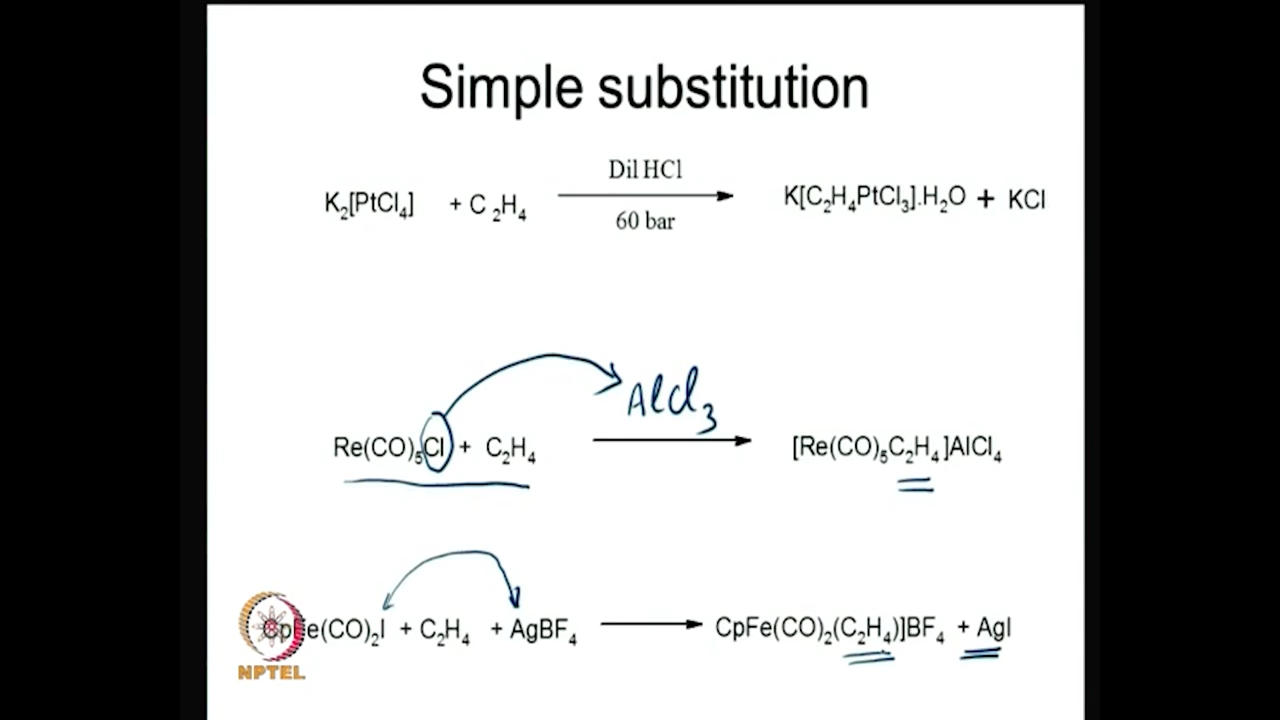 Simple substitution
Dil HCl
K₂[PtCl₄] + C₂H₄ → K[C₂H₄PtCl₃].H₂O + KCl
60 bar
AlCl₃
Re(CO)₅Cl + C₂H₄ → [Re(CO)₅C₂H₄]AlCl₄
CpFe(CO)₂I + C₂H₄ + AgBF₄ → CpFe(CO)₂(C₂H₄)]BF₄ + AgI
NPTEL